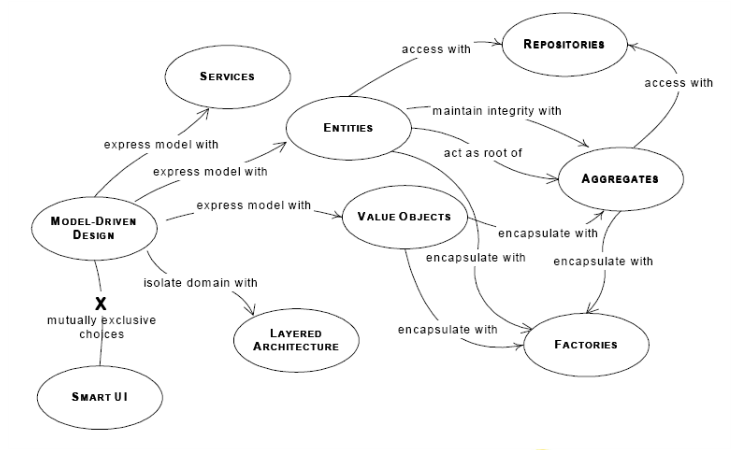 REPOSITORIES
access with
SERVICES
access with
maintain integrity with
ENTITIES
act as root of
express model with
express model with
AGGREGATES
express model with
VALUE OBJECTS
MODEL-DRIVEN
DESIGN
encapsulate with
encapsulate with
encapsulate with
isolate domain with
X
mutually exclusive
choices
encapsulate with
LAYERED
ARCHITECTURE
FACTORIES
SMART UI